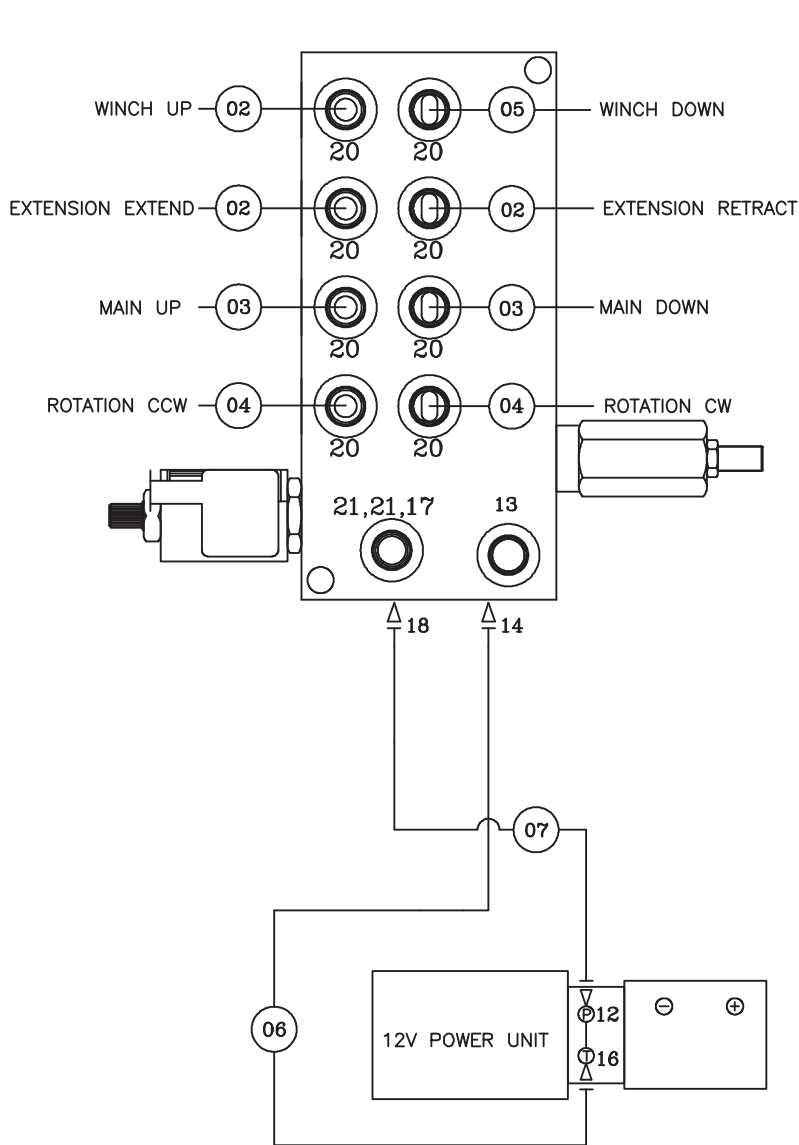 WINCH UP 02 05 WINCH DOWN
20 20
EXTENSION EXTEND 02 02 EXTENSION RETRACT
20 20
MAIN UP 03 03 MAIN DOWN
20 20
ROTATION CCW 04 04 ROTATION CW
20 20
21,21,17 13
18 14
07
P 12
06
12V POWER UNIT
T 16